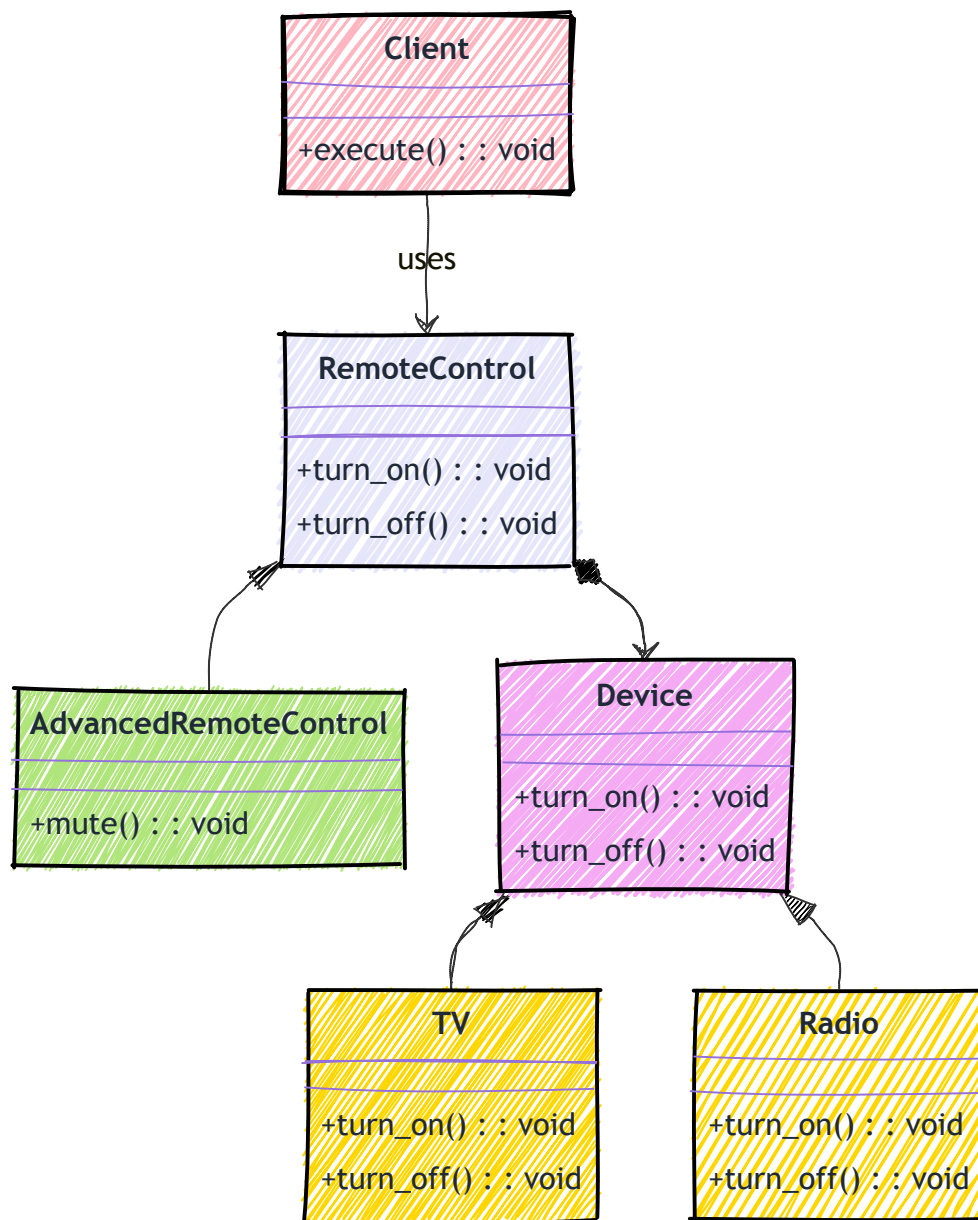 Client
+execute() : : void
uses
RemoteControl
+turn_on() : : void
+turn_off() : : void
AdvancedRemoteControl
+mute() : : void
Device
+turn_on() : : void
+turn_off() : : void
TV
+turn_on() : : void
+turn_off() : : void
Radio
+turn_on() : : void
+turn_off() : : void